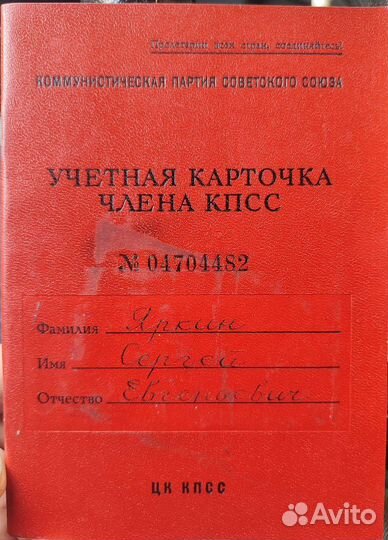 Пролетарии всех стран, соединяйтесь!
КОММУНИСТИЧЕСКАЯ ПАРТИЯ СОВЕТСКОГО СОЮЗА
УЧЕТНАЯ КАРТОЧКА
ЧЛЕНА КПСС
№ 04704482
Фамилия Яркин
Имя Сергей
Отчество Евгеньевич
ЦК КПСС
Avito